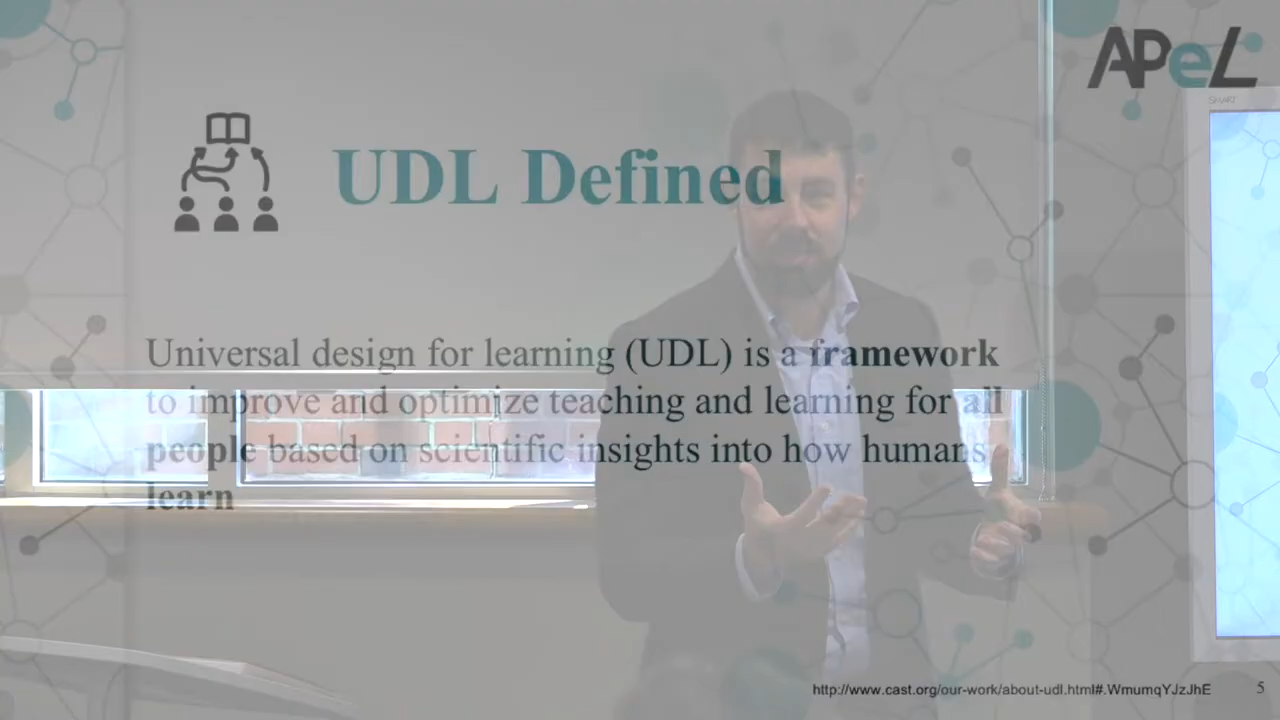 APeL
SMART
UDL Defined
Universal design for learning (UDL) is a framework
to improve and optimize teaching and learning for all
people based on scientific insights into how humans
learn
http://www.cast.org/our-work/about-udl.html#.WmumqYJzJhE
5